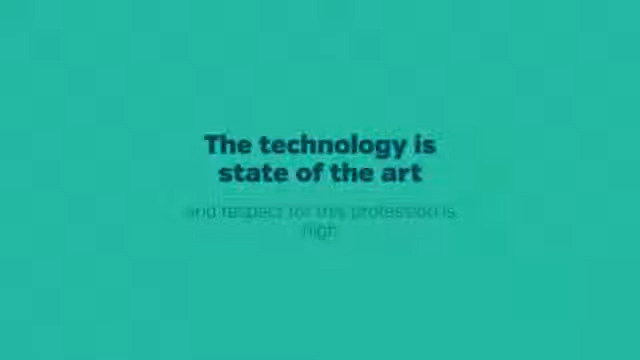 The technology is
state of the art
and respect for this profession is
high